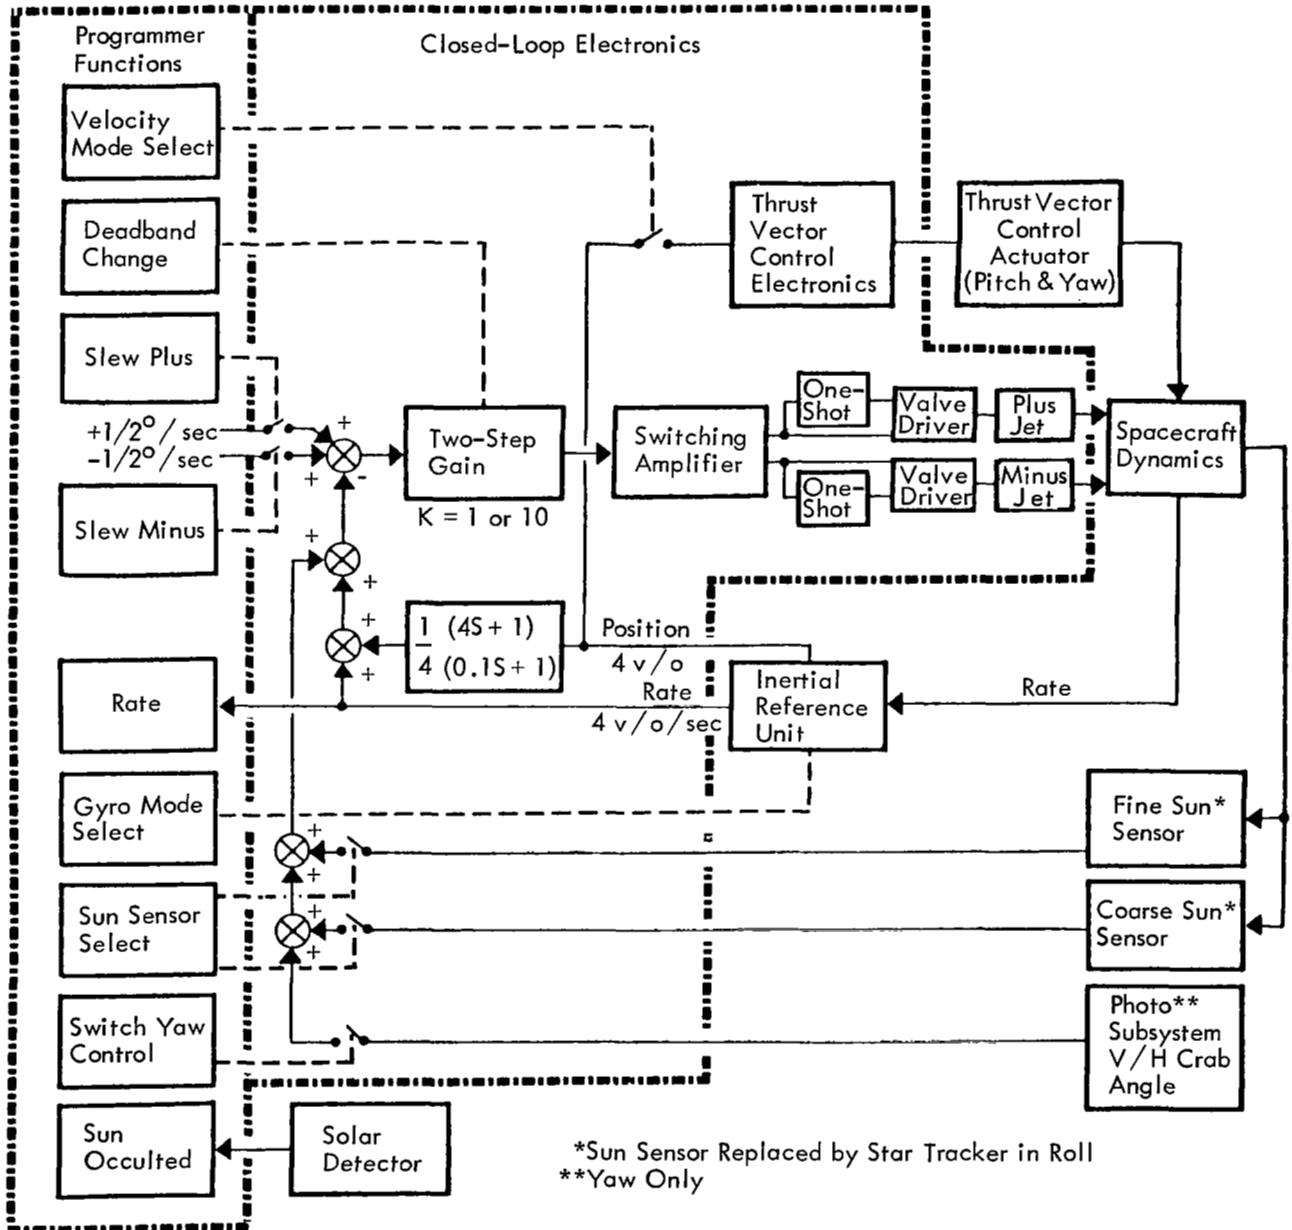 Programmer
Functions
Closed-Loop Electronics
Velocity
Mode Select
Deadband
Change
Slew Plus
+1/2°/sec
-1/2°/sec
Slew Minus
Thrust
Vector
Control
Electronics
Thrust Vector
Control
Actuator
(Pitch & Yaw)
+
+
-
Two-Step
Gain
K = 1 or 10
Switching
Amplifier
One-
Shot
Valve
Driver
Plus
Jet
One-
Shot
Valve
Driver
Minus
Jet
Spacecraft
Dynamics
+
+
+
+
1 (4S + 1)
4 (0.1S + 1)
Position
4 v/o
Rate
4 v/o/sec
Rate
Inertial
Reference
Unit
Rate
Gyro Mode
Select
+
+
Fine Sun*
Sensor
Sun Sensor
Select
+
+
Coarse Sun*
Sensor
Switch Yaw
Control
Photo**
Subsystem
V/H Crab
Angle
Sun
Occulted
Solar
Detector
*Sun Sensor Replaced by Star Tracker in Roll
**Yaw Only